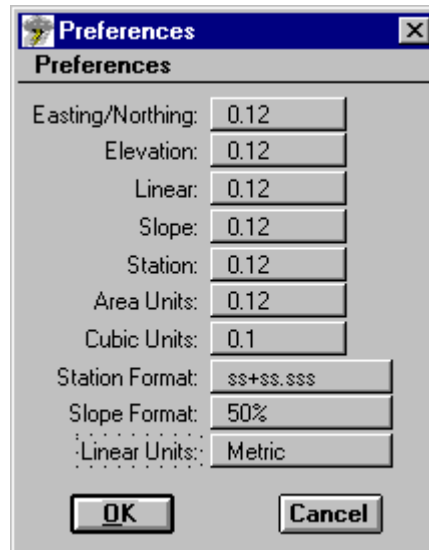 Preferences
Preferences
Easting/Northing: 0.12
Elevation: 0.12
Linear: 0.12
Slope: 0.12
Station: 0.12
Area Units: 0.12
Cubic Units: 0.1
Station Format: ss+ss.sss
Slope Format: 50%
Linear Units: Metric
OK Cancel